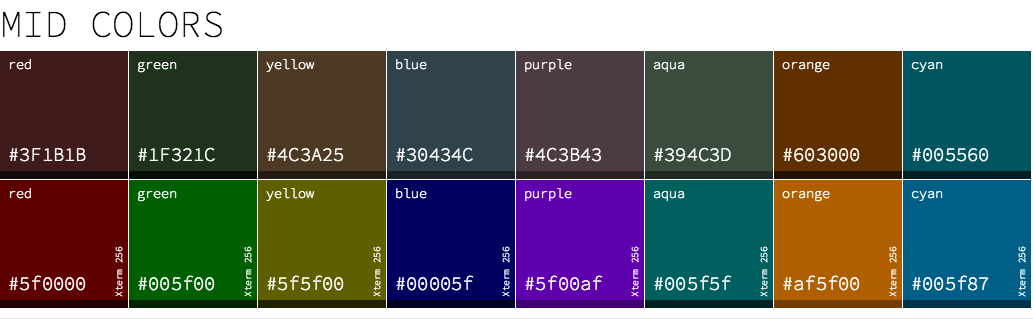 MID COLORS
red green yellow blue purple aqua orange cyan
#3F1B1B #1F321C #4C3A25 #30434C #4C3B43 #394C3D #603000 #005560
red green yellow blue purple aqua orange cyan
Xterm 256 Xterm 256 Xterm 256 Xterm 256 Xterm 256 Xterm 256 Xterm 256 Xterm 256
#5f0000 #005f00 #5f5f00 #00005f #5f00af #005f5f #af5f00 #005f87